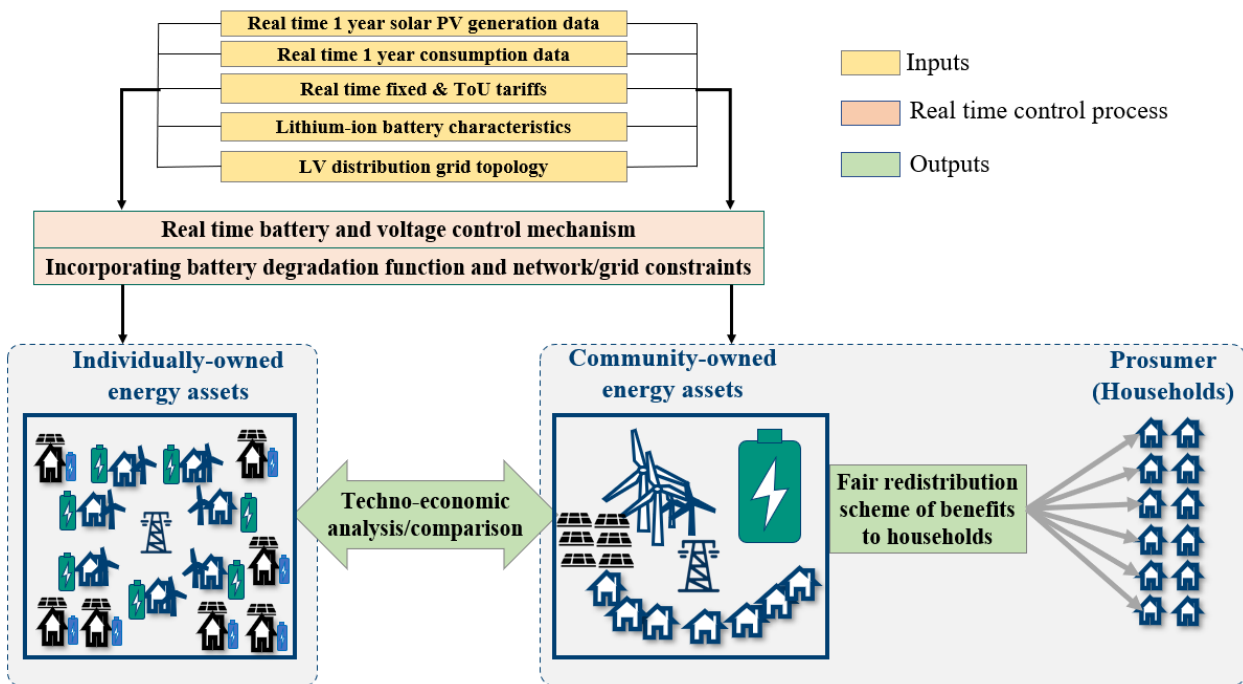 Real time 1 year solar PV generation data
Real time 1 year consumption data
Real time fixed & ToU tariffs
Lithium-ion battery characteristics
LV distribution grid topology
Inputs
Real time control process
Outputs
Real time battery and voltage control mechanism
Incorporating battery degradation function and network/grid constraints
Individually-owned
energy assets
Community-owned
energy assets
Prosumer
(Households)
Techno-economic
analysis/comparison
Fair redistribution
scheme of benefits
to households